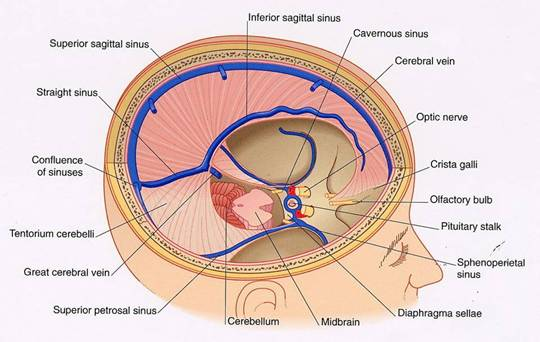 Inferior sagittal sinus
Cavernous sinus
Superior sagittal sinus
Cerebral vein
Straight sinus
Optic nerve
Confluence
of sinuses
Crista galli
Olfactory bulb
Tentorium cerebelli
Pituitary stalk
Great cerebral vein
Sphenoperietal
sinus
Superior petrosal sinus
Cerebellum
Midbrain
Diaphragma sellae